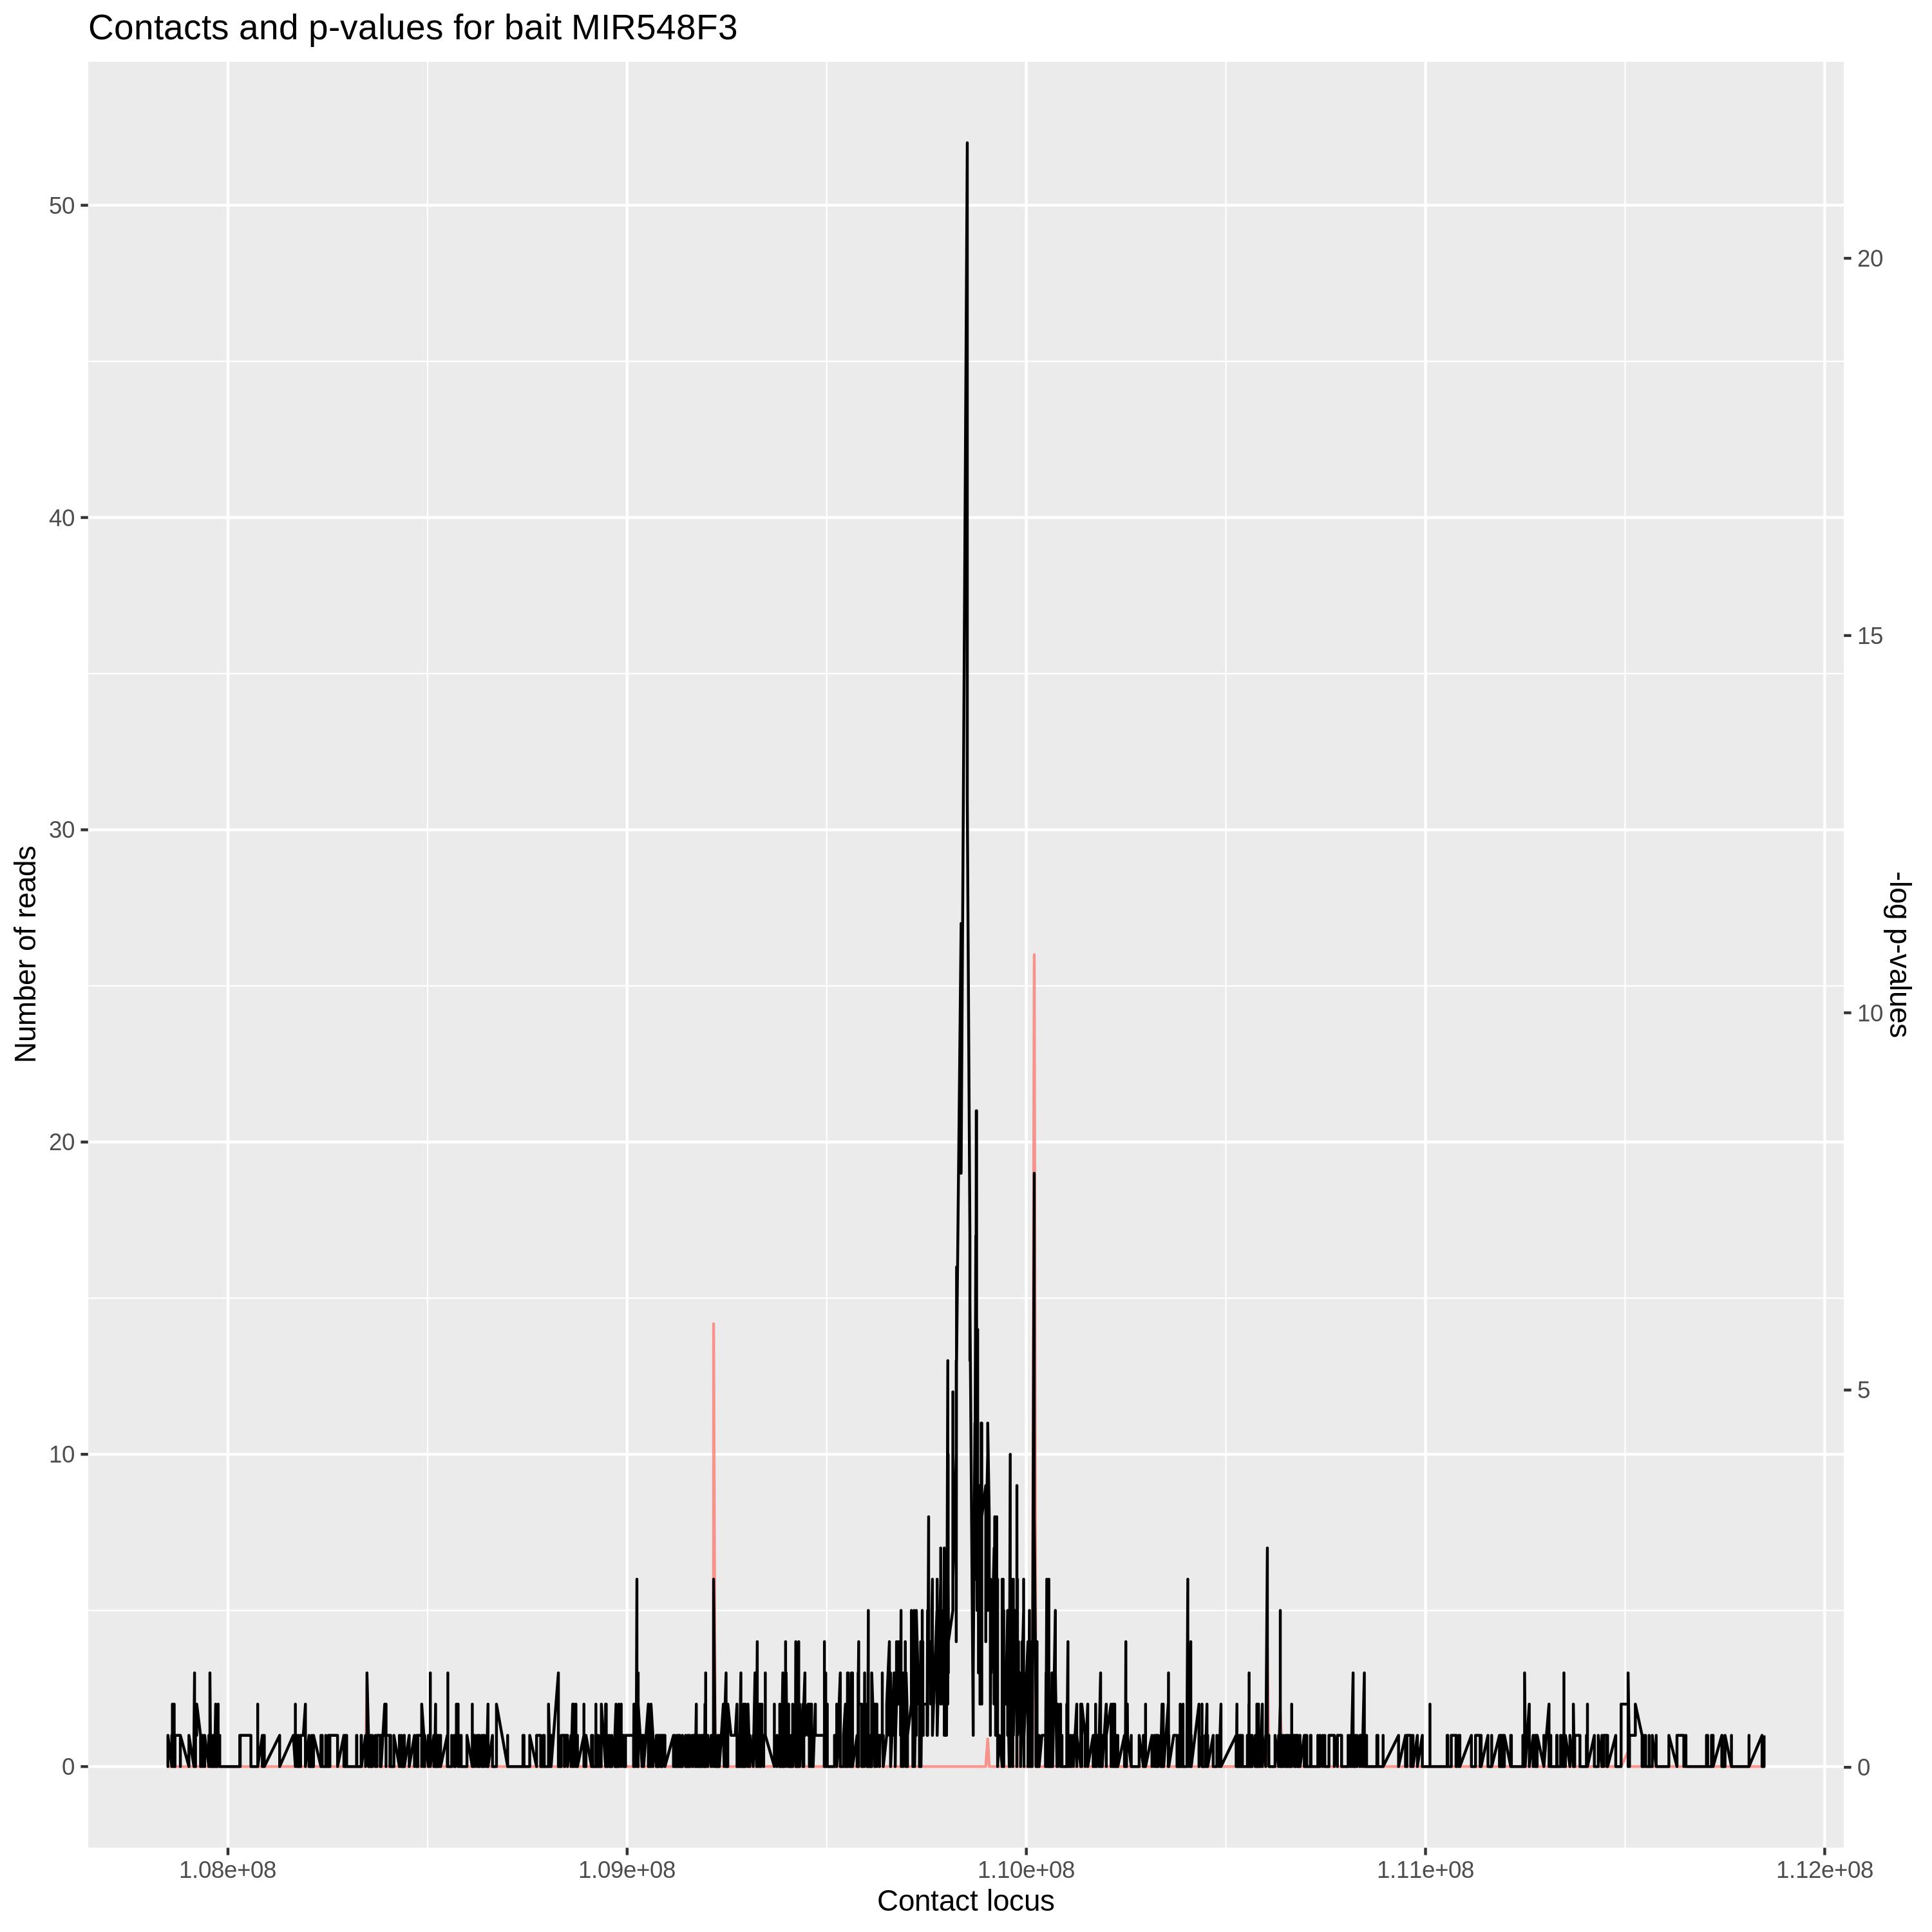 Contacts and p-values for bait MIR548F3
50
40
30
20
10
0
Number of reads
20
15
10
5
0
-log p-values
1.08e+08
1.09e+08
1.10e+08
1.11e+08
1.12e+08
Contact locus